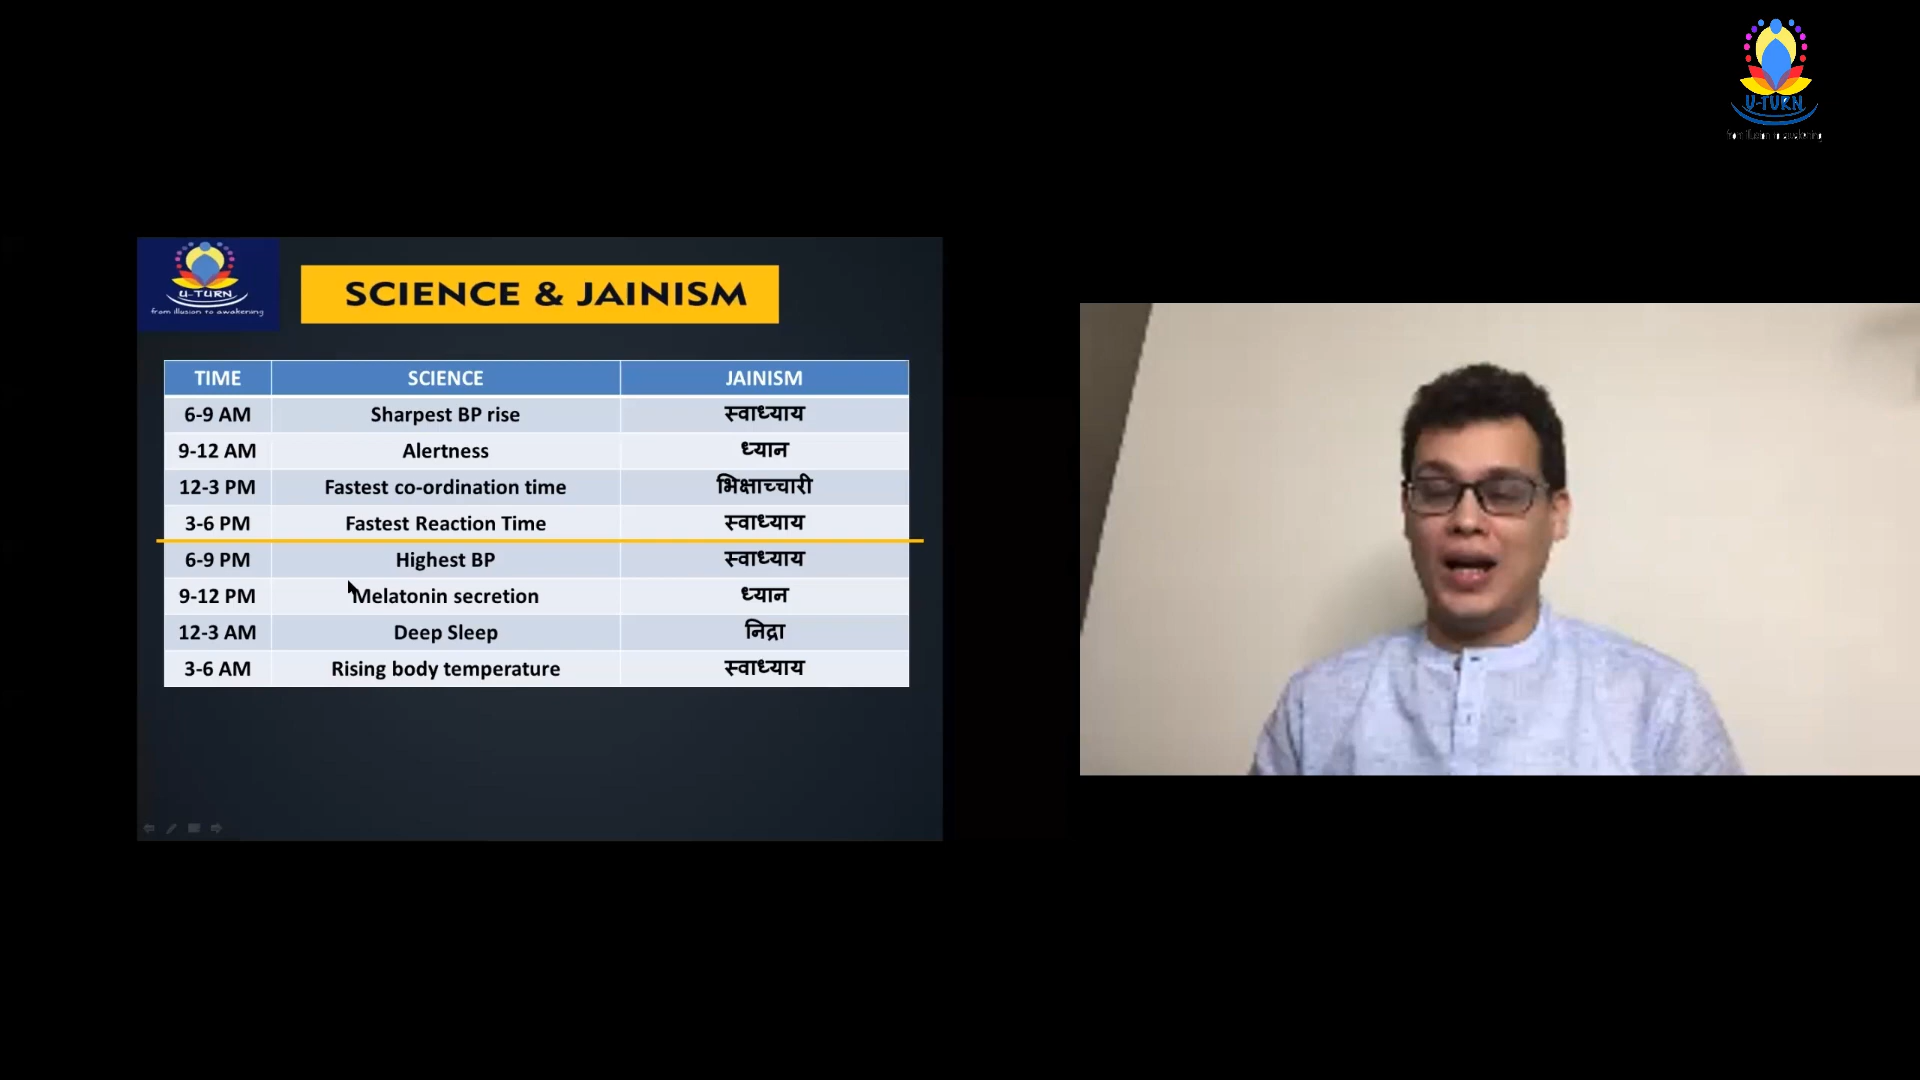 U-TURN
U-TURN
from illusion to awakening
SCIENCE & JAINISM
TIME SCIENCE JAINISM
6-9 AM Sharpest BP rise स्वाध्याय
9-12 AM Alertness ध्यान
12-3 PM Fastest co-ordination time भिक्षाच्चारी
3-6 PM Fastest Reaction Time स्वाध्याय
6-9 PM Highest BP स्वाध्याय
9-12 PM Melatonin secretion ध्यान
12-3 AM Deep Sleep निद्रा
3-6 AM Rising body temperature स्वाध्याय